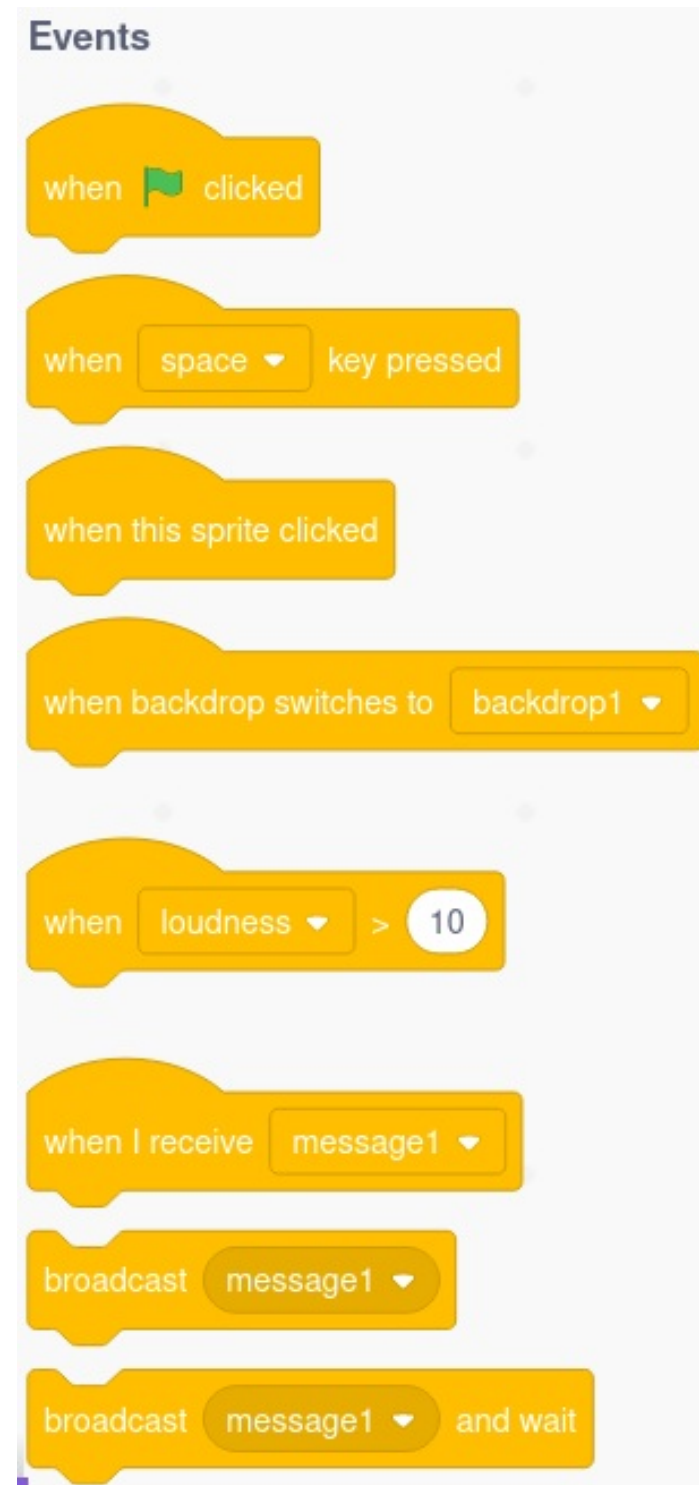 Events
when clicked
when space key pressed
when this sprite clicked
when backdrop switches to backdrop1
when loudness > 10
when I receive message1
broadcast message1
broadcast message1 and wait